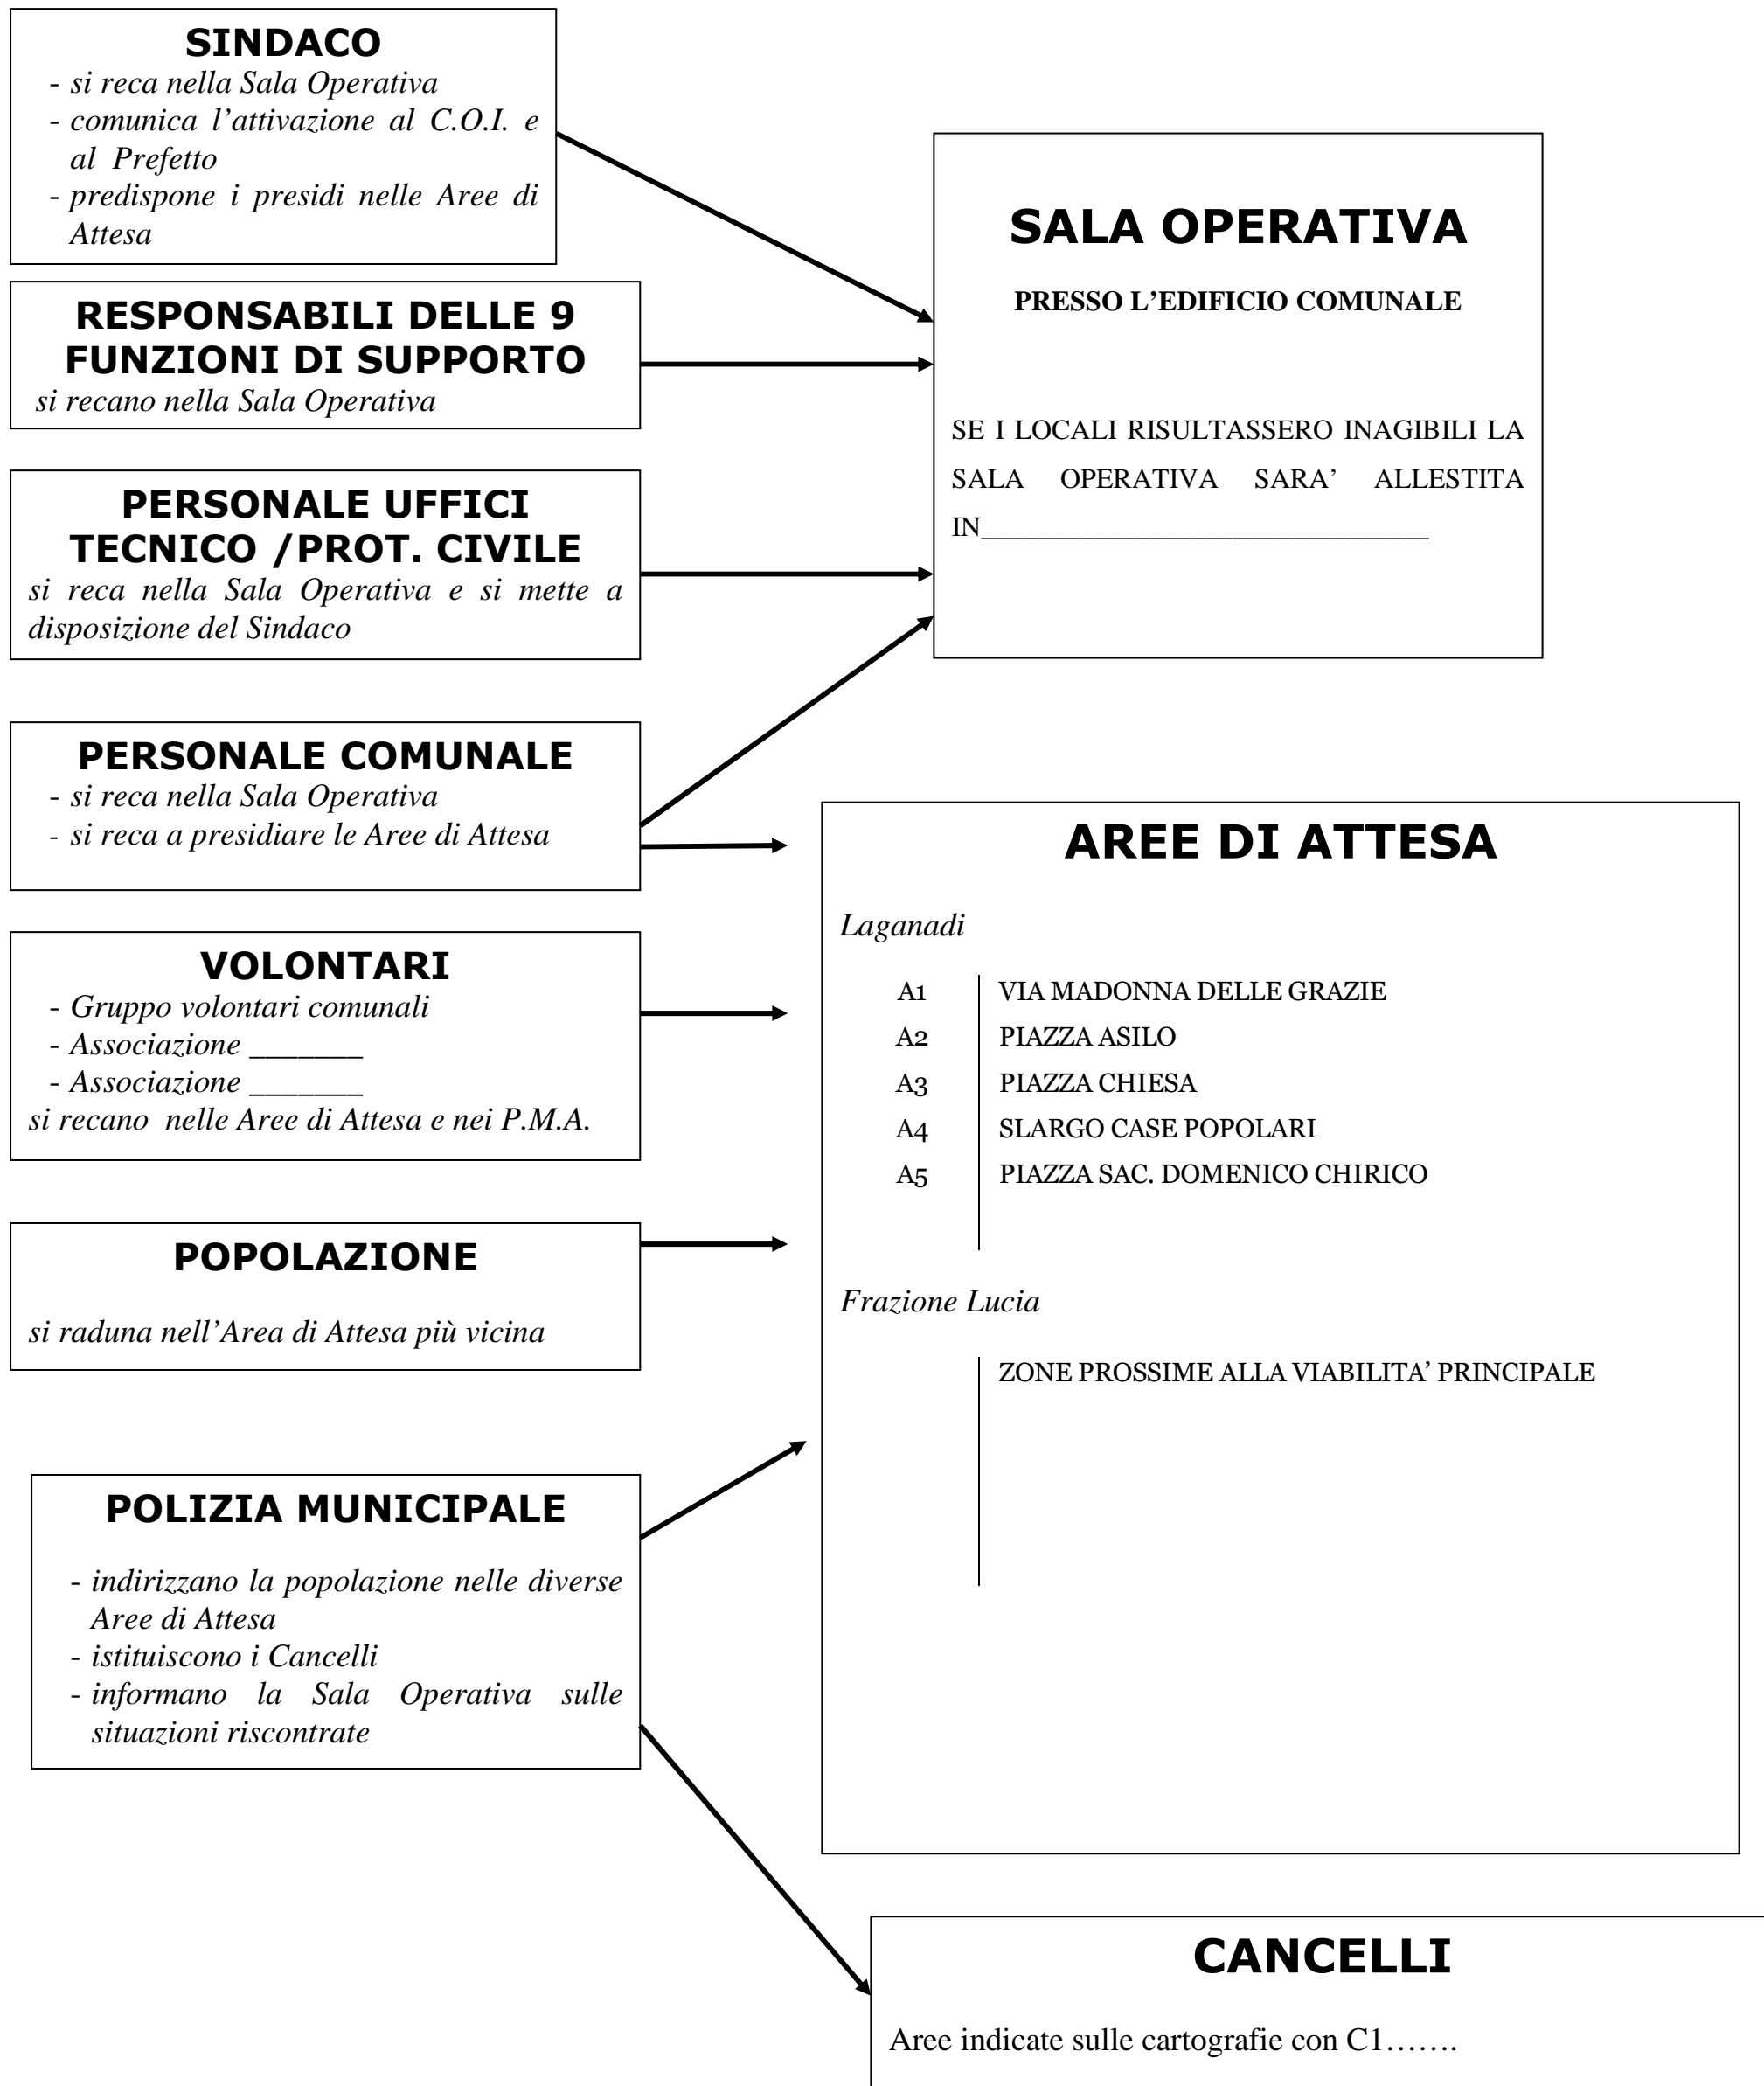 SINDACO
- si reca nella Sala Operativa
- comunica l’attivazione al C.O.I. e
al Prefetto
- predispone i presidi nelle Aree di
Attesa
RESPONSABILI DELLE 9
FUNZIONI DI SUPPORTO
si recano nella Sala Operativa
PERSONALE UFFICI
TECNICO /PROT. CIVILE
si reca nella Sala Operativa e si mette a
disposizione del Sindaco
PERSONALE COMUNALE
- si reca nella Sala Operativa
- si reca a presidiare le Aree di Attesa
VOLONTARI
- Gruppo volontari comunali
- Associazione _______
- Associazione _______
si recano nelle Aree di Attesa e nei P.M.A.
POPOLAZIONE
si raduna nell’Area di Attesa più vicina
POLIZIA MUNICIPALE
- indirizzano la popolazione nelle diverse
Aree di Attesa
- istituiscono i Cancelli
- informano la Sala Operativa sulle
situazioni riscontrate
SALA OPERATIVA
PRESSO L’EDIFICIO COMUNALE
SE I LOCALI RISULTASSERO INAGIBILI LA
SALA OPERATIVA SARA’ ALLESTITA
IN________________________________
AREE DI ATTESA
Laganadi
A1 VIA MADONNA DELLE GRAZIE
A2 PIAZZA ASILO
A3 PIAZZA CHIESA
A4 SLARGO CASE POPOLARI
A5 PIAZZA SAC. DOMENICO CHIRICO
Frazione Lucia
ZONE PROSSIME ALLA VIABILITA’ PRINCIPALE
CANCELLI
Aree indicate sulle cartografie con C1…….